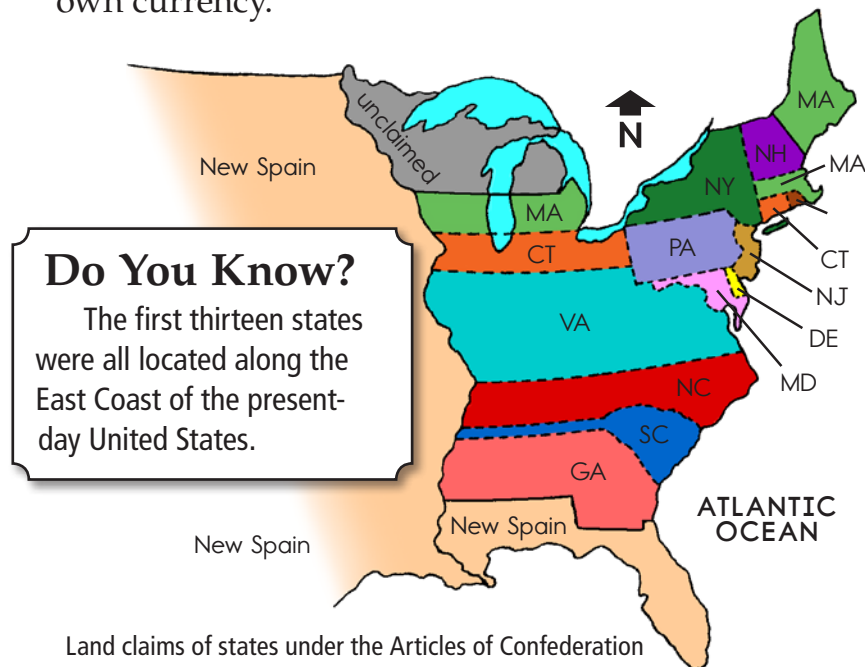 own currency.
unclaimed
N
MA
New Spain
NH
MA
NY
MA
Do You Know?
The first thirteen states
were all located along the
East Coast of the present-
day United States.
CT
PA
CT
NJ
VA
DE
MD
NC
SC
GA
ATLANTIC
OCEAN
New Spain
New Spain
Land claims of states under the Articles of Confederation